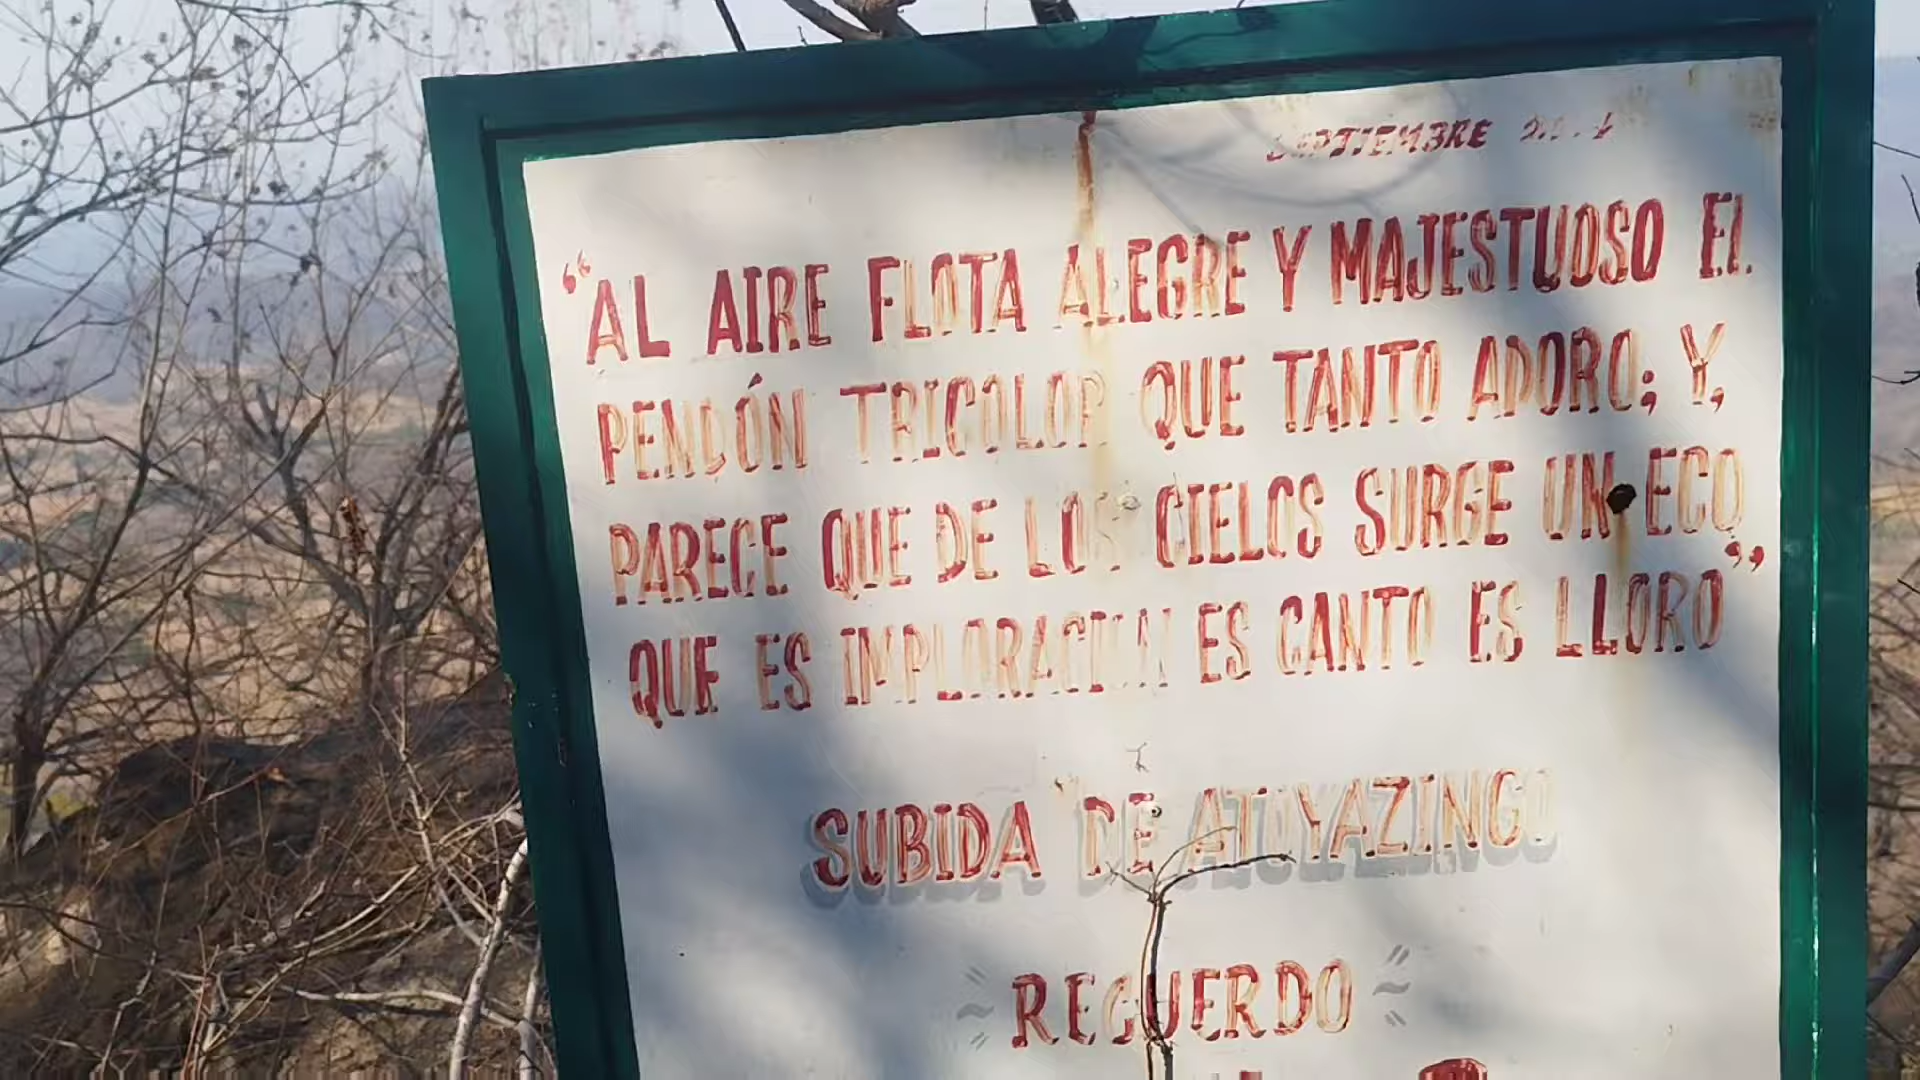 SEPTIEMBRE
“AL AIRE FLOTA ALEGRE Y MAJESTUOSO EL
PENDÓN TRICOLOR QUE TANTO ADORO; Y,
PARECE QUE DE LOS CIELOS SURGE UN ECO
QUE ES IMPLORACION ES CANTO ES LLORO”
SUBIDA DE ATOYAZINGO
RECUERDO